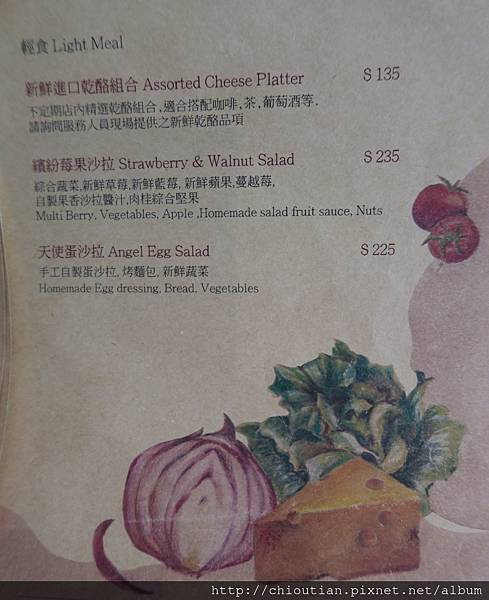 輕食 Light Meal
新鮮進口乾酪組合 Assorted Cheese Platter $ 135
不定期店內精選乾酪組合,適合搭配咖啡,茶,葡萄酒等.
請詢問服務人員現場提供之新鮮乾酪品項
繽紛莓果沙拉 Strawberry & Walnut Salad $ 235
綜合蔬菜,新鮮草莓,新鮮藍莓, 新鮮蘋果,蔓越莓,
自製果香沙拉醬汁,肉桂綜合堅果
Multi Berry, Vegetables, Apple ,Homemade salad fruit sauce, Nuts
天使蛋沙拉 Angel Egg Salad $ 225
手工自製蛋沙拉, 烤麵包, 新鮮蔬菜
Homemade Egg dressing, Bread, Vegetables
http://chioutian.pixnet.net/album